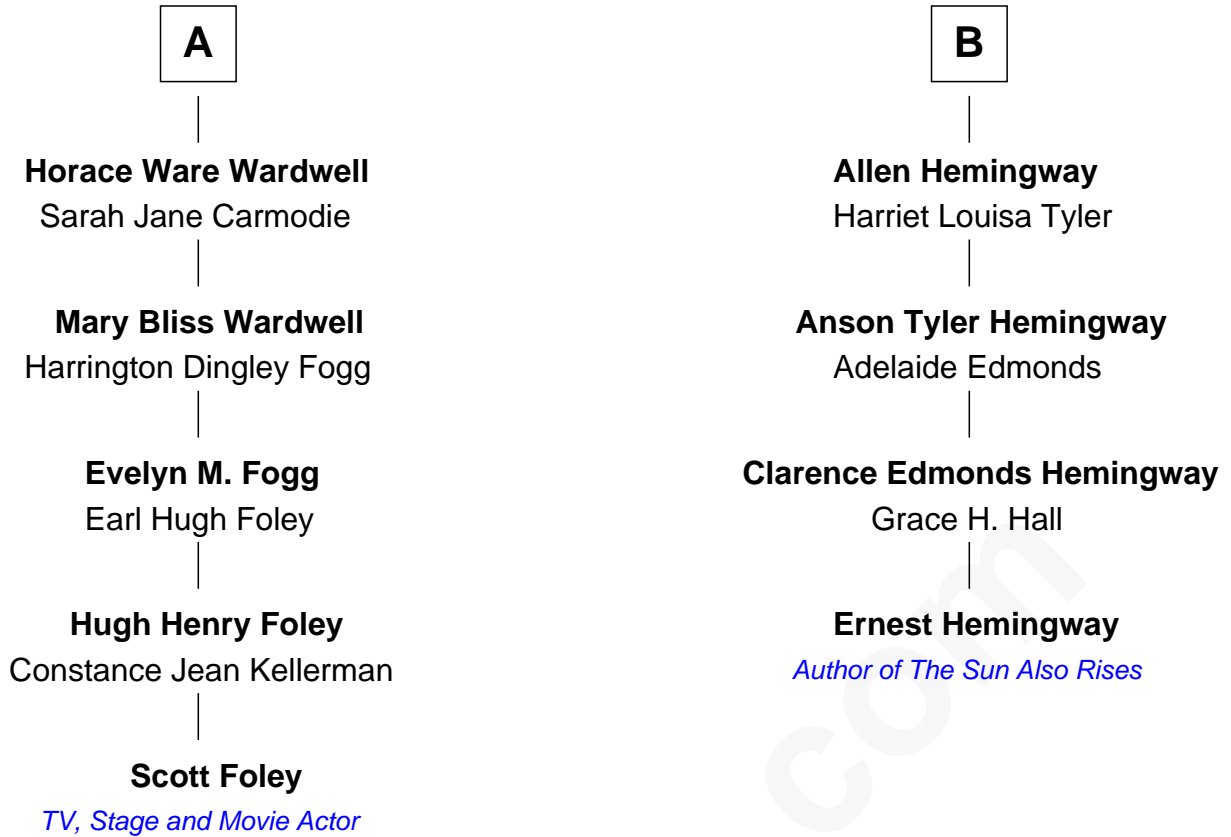 A
Horace Ware Wardwell
Sarah Jane Carmodie
Mary Bliss Wardwell
Harrington Dingley Fogg
Evelyn M. Fogg
Earl Hugh Foley
Hugh Henry Foley
Constance Jean Kellerman
Scott Foley
TV, Stage and Movie Actor
B
Allen Hemingway
Harriet Louisa Tyler
Anson Tyler Hemingway
Adelaide Edmonds
Clarence Edmonds Hemingway
Grace H. Hall
Ernest Hemingway
Author of The Sun Also Rises
com